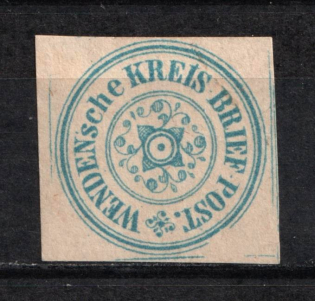 WENDENsche KREIS BRIEF-POST.